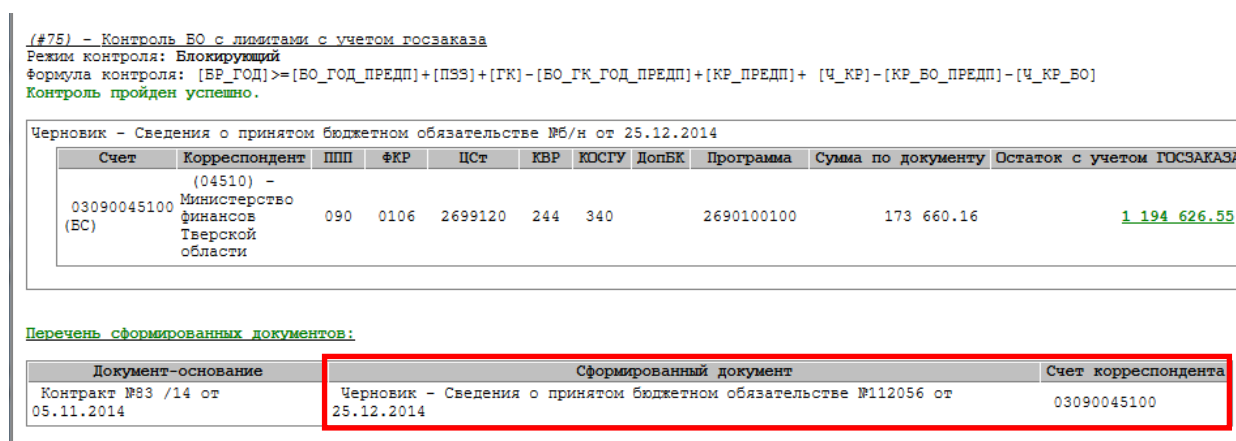 (#75) - Контроль БО с лимитами с учетом госзаказа
Режим контроля: Блокирующий
Формула контроля: [БР_ГОД]>=[БО_ГОД_ПРЕДП]+[ПЗЗ]+[ГК]-[БО_ГК_ГОД_ПРЕДП]+[КР_ПРЕДП]+ [Ч_КР]-[КР_БО_ПРЕДП]-[Ч_КР_БО]
Контроль пройден успешно.
Черновик - Сведения о принятом бюджетном обязательстве №б/н от 25.12.2014
Счет Корреспондент ППП ФКР ЦСт КВР КОСГУ ДопБК Программа Сумма по документу Остаток с учетом ГОСЗАКАЗА
(04510) -
03090045100 Министерство
(БС) финансов 090 0106 2699120 244 340 2690100100 173 660.16 1 194 626.55
Тверской
области
Перечень сформированных документов:
Документ-основание Сформированный документ Счет корреспондента
Контракт №83 /14 от Черновик - Сведения о принятом бюджетном обязательстве №112056 от 03090045100
05.11.2014 25.12.2014